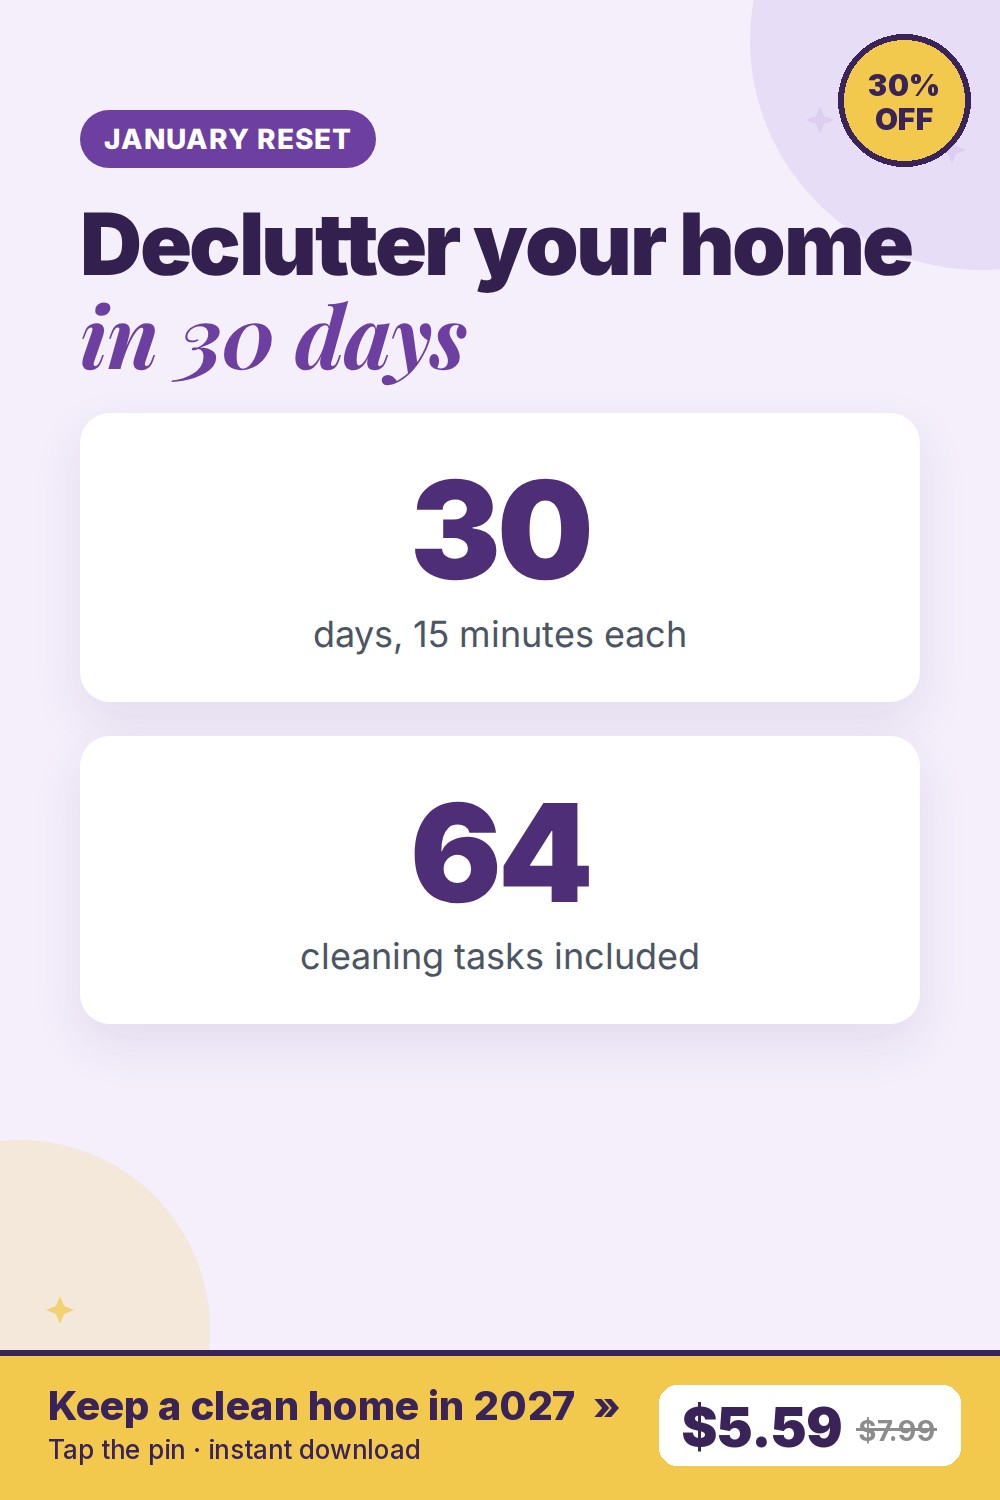 30%
OFF
JANUARY RESET
Declutter your home
in 30 days
30
days, 15 minutes each
64
cleaning tasks included
Keep a clean home in 2027 »
Tap the pin · instant download
$5.59 $7.99